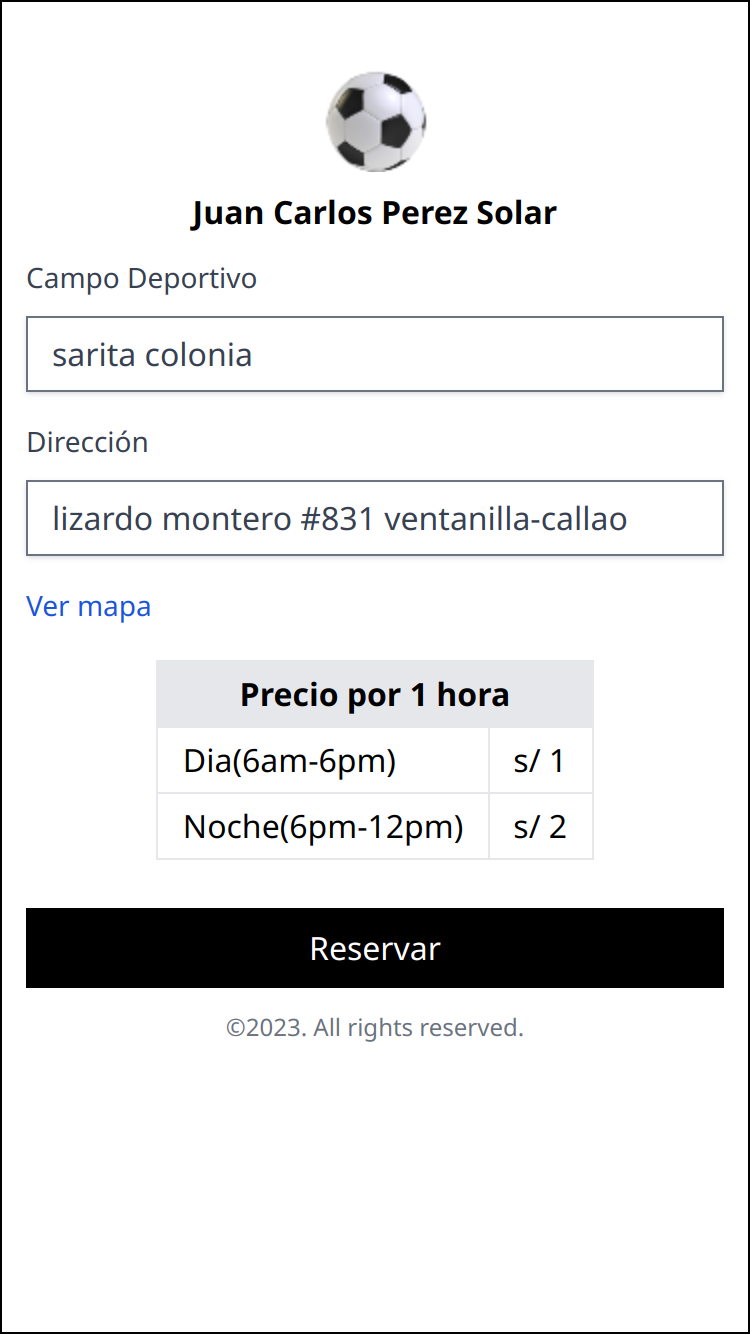 Juan Carlos Perez Solar
Campo Deportivo
sarita colonia
Dirección
lizardo montero #831 ventanilla-callao
Ver mapa
Precio por 1 hora
Dia(6am-6pm) s/ 1
Noche(6pm-12pm) s/ 2
Reservar
©2023. All rights reserved.